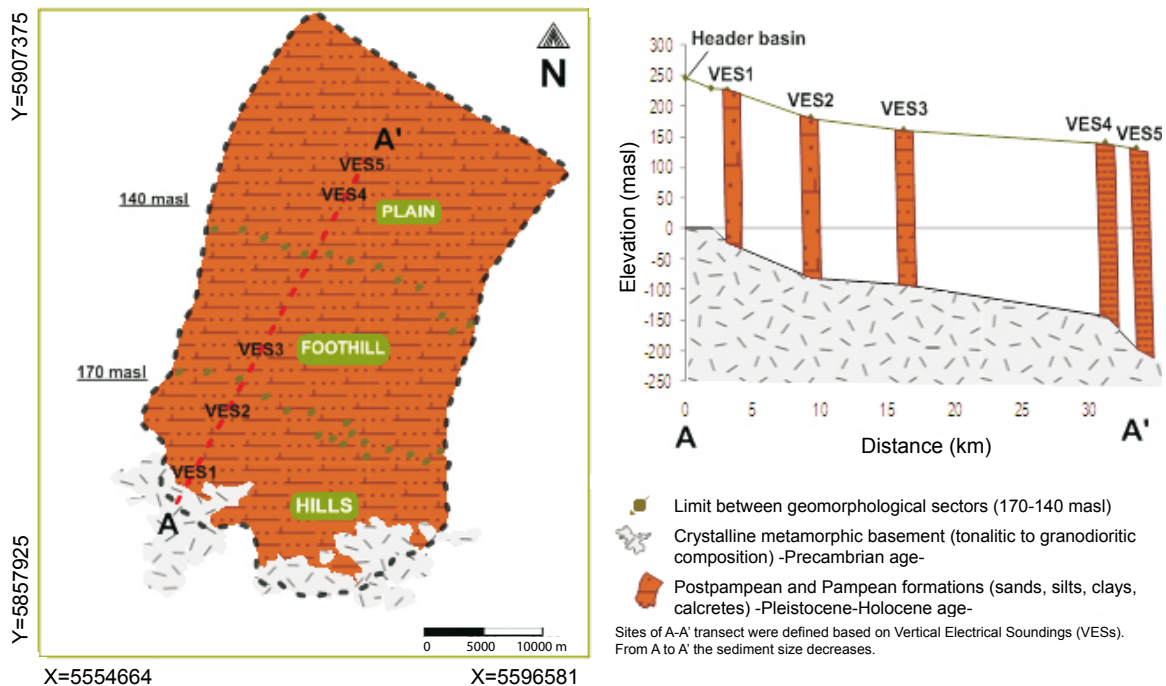 Y=5907375
Y=5857925
X=5554664
X=5596581
N
A'
VES5
VES4
140 masl
PLAIN
VES3
FOOTHILL
170 masl
VES2
VES1
A
HILLS
0 5000 10000 m
Elevation (masl)
300
250
200
150
100
50
0
-50
-100
-150
-200
-250
Header basin
VES1
VES2
VES3
VES4
VES5
0 5 10 15 20 25 30
A
A'
Distance (km)
Limit between geomorphological sectors (170-140 masl)
Crystalline metamorphic basement (tonalitic to granodioritic
composition) -Precambrian age-
Postpampean and Pampean formations (sands, silts, clays,
calcretes) -Pleistocene-Holocene age-
Sites of A-A' transect were defined based on Vertical Electrical Soundings (VESs).
From A to A' the sediment size decreases.